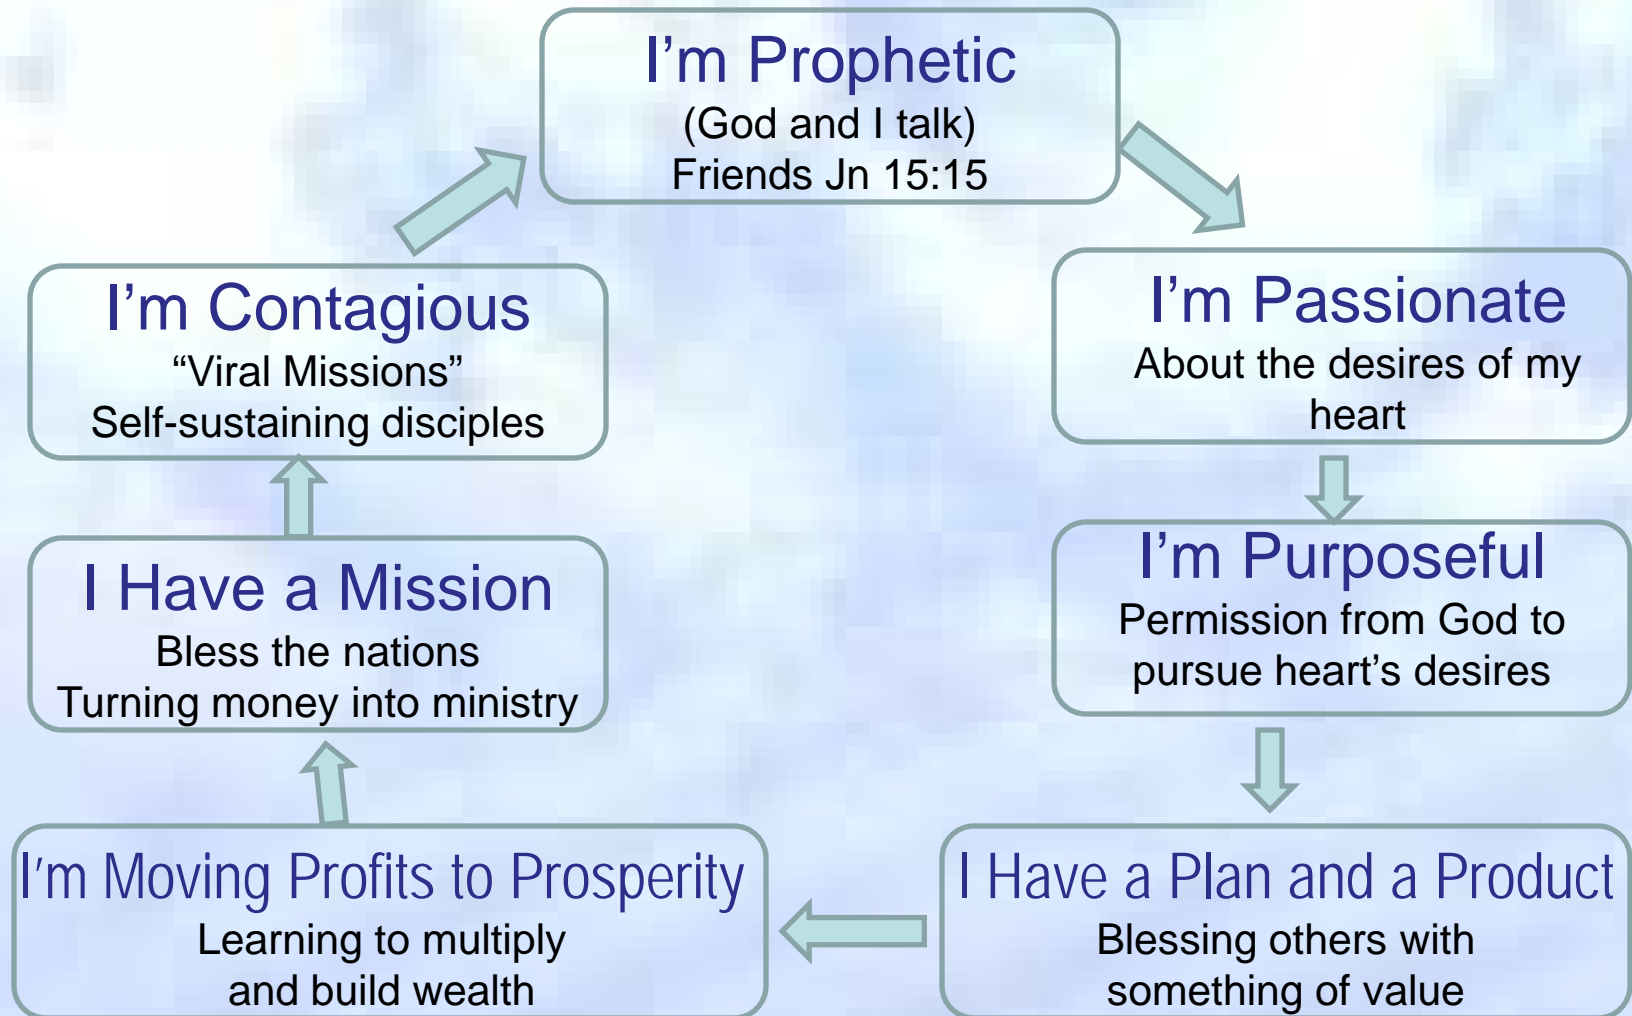 I’m Prophetic
(God and I talk)
Friends Jn 15:15
I’m Passionate
About the desires of my
heart
I’m Purposeful
Permission from God to
pursue heart’s desires
I Have a Plan and a Product
Blessing others with
something of value
I’m Moving Profits to Prosperity
Learning to multiply
and build wealth
I Have a Mission
Bless the nations
Turning money into ministry
I’m Contagious
“Viral Missions”
Self-sustaining disciples